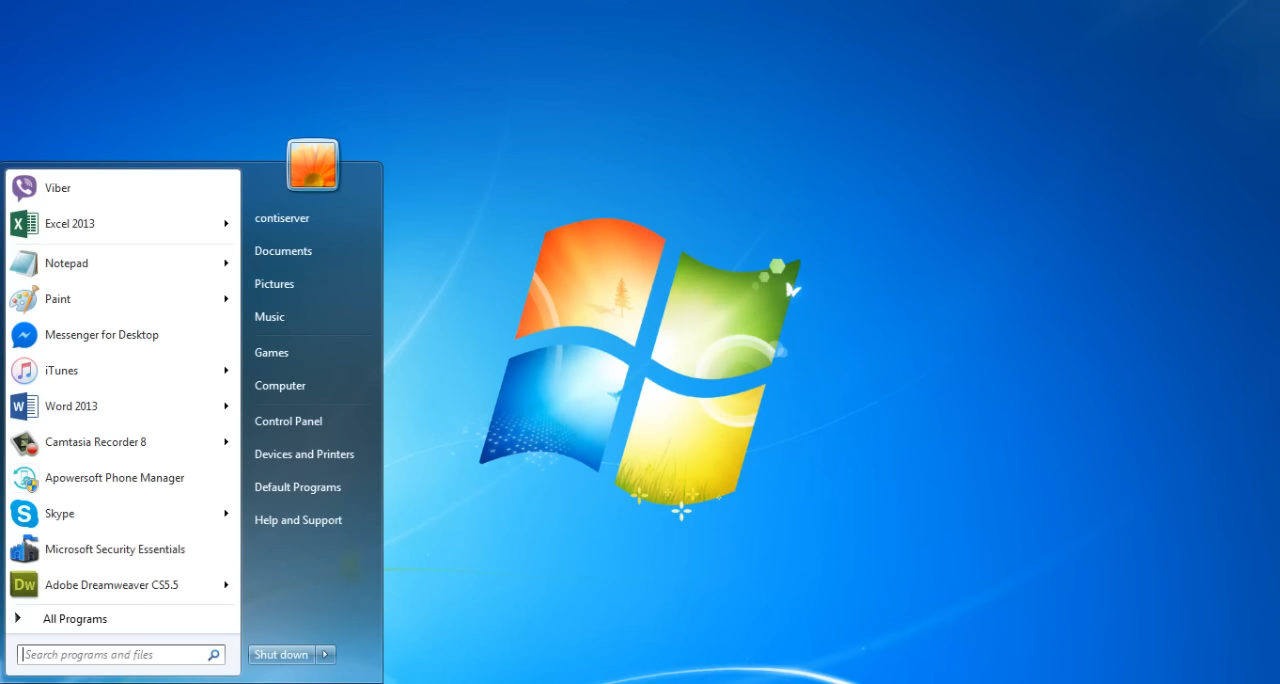 Viber
Excel 2013
Notepad
Paint
Messenger for Desktop
iTunes
Word 2013
Camtasia Recorder 8
Apowersoft Phone Manager
Skype
Microsoft Security Essentials
Dw
Adobe Dreamweaver CS5.5
All Programs
Search programs and files
contiserver
Documents
Pictures
Music
Games
Computer
Control Panel
Devices and Printers
Default Programs
Help and Support
Shut down